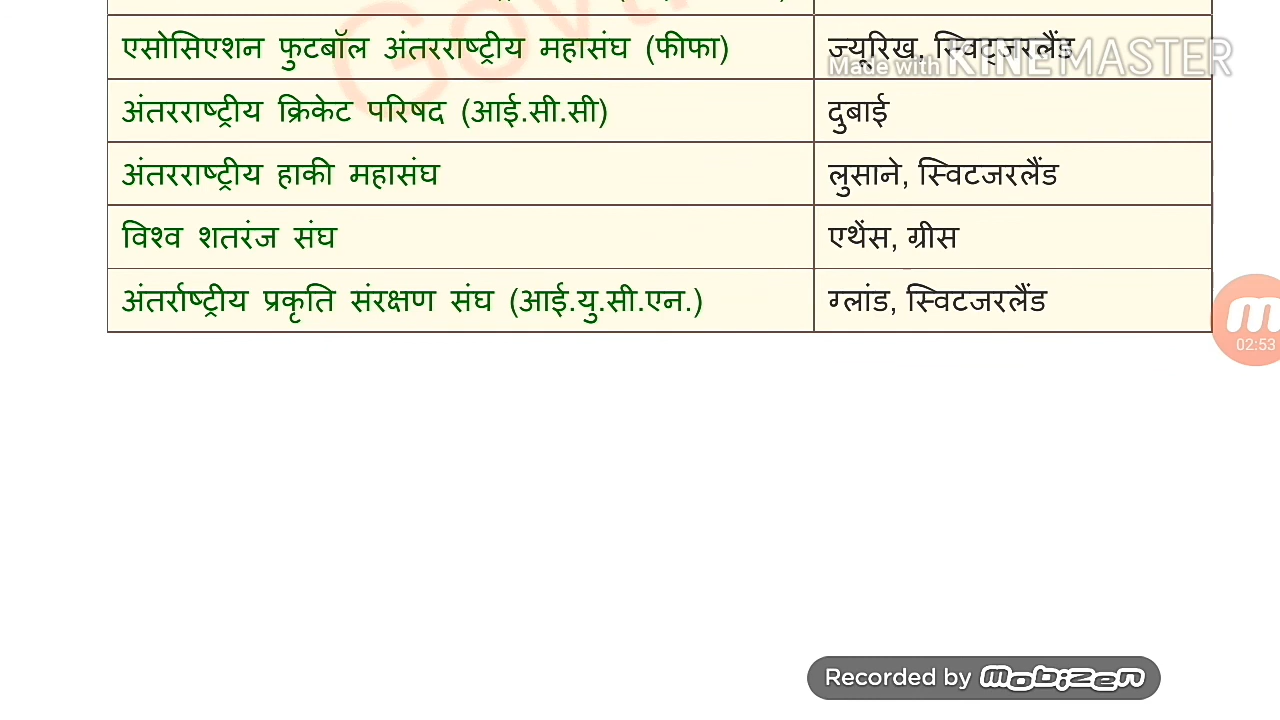 एसोसिएशन फुटबॉल अंतरराष्ट्रीय महासंघ (फीफा) ज्यूरिख, स्विट्जरलैंड
Made with KINEMASTER
अंतरराष्ट्रीय क्रिकेट परिषद (आई.सी.सी) दुबाई
अंतरराष्ट्रीय हाकी महासंघ लुसाने, स्विटजरलैंड
विश्व शतरंज संघ एथेंस, ग्रीस
अंतर्राष्ट्रीय प्रकृति संरक्षण संघ (आई.यु.सी.एन.) ग्लांड, स्विटजरलैंड
02:53
Recorded by mobizen